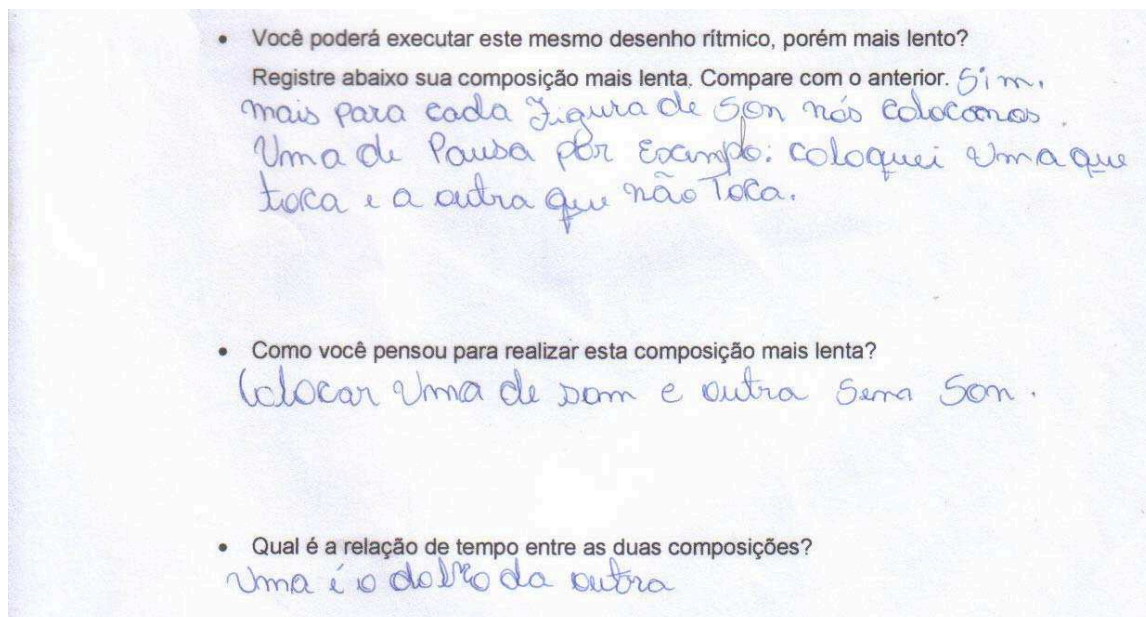 • Você poderá executar este mesmo desenho rítmico, porém mais lento?
Registre abaixo sua composição mais lenta. Compare com o anterior. Sim.
mais para cada Figura de Son nós colocamos.
Uma de Pausa por Exemplo: coloquei Uma que
toca e a outra que não Toca.
• Como você pensou para realizar esta composição mais lenta?
Colocar Uma de som e outra Sem Son.
• Qual é a relação de tempo entre as duas composições?
Uma é o dobro da outra